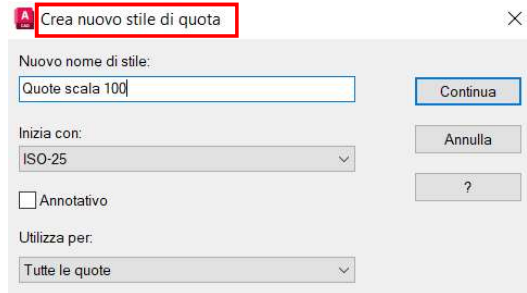 Crea nuovo stile di quota
Nuovo nome di stile:
Quote scala 100
Continua
Inizia con:
ISO-25
Annulla
Annotativo
?
Utilizza per:
Tutte le quote